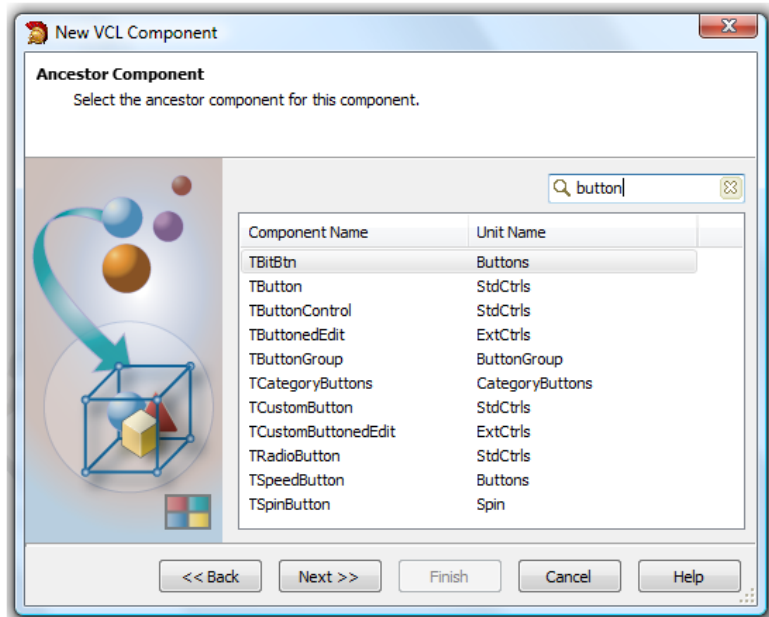 New VCL Component
Ancestor Component
Select the ancestor component for this component.
button
Component Name Unit Name
TBitBtn Buttons
TButton StdCtrls
TButtonControl StdCtrls
TButtonedEdit ExtCtrls
TButtonGroup ButtonGroup
TCategoryButtons CategoryButtons
TCustomButton StdCtrls
TCustomButtonedEdit ExtCtrls
TRadioButton StdCtrls
TSpeedButton Buttons
TSpinButton Spin
<< Back Next >> Finish Cancel Help